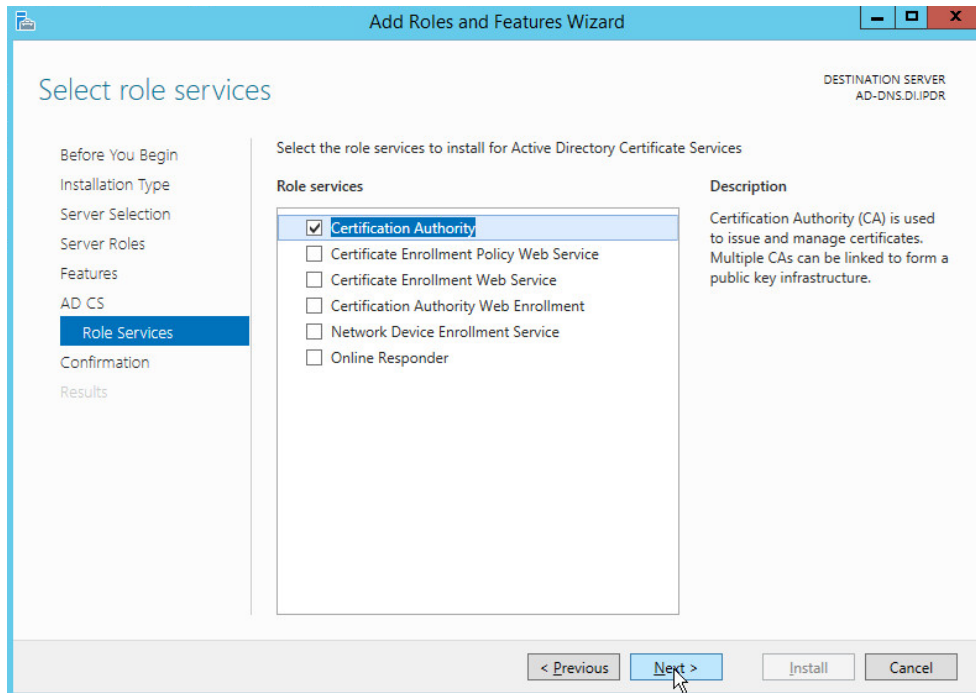 Add Roles and Features Wizard
Select role services
DESTINATION SERVER
AD-DNS.DI.IPDR
Before You Begin
Installation Type
Server Selection
Server Roles
Features
AD CS
Role Services
Confirmation
Results
Select the role services to install for Active Directory Certificate Services
Role services
Certification Authority
Certificate Enrollment Policy Web Service
Certificate Enrollment Web Service
Certification Authority Web Enrollment
Network Device Enrollment Service
Online Responder
Description
Certification Authority (CA) is used
to issue and manage certificates.
Multiple CAs can be linked to form a
public key infrastructure.
< Previous
Next >
Install
Cancel